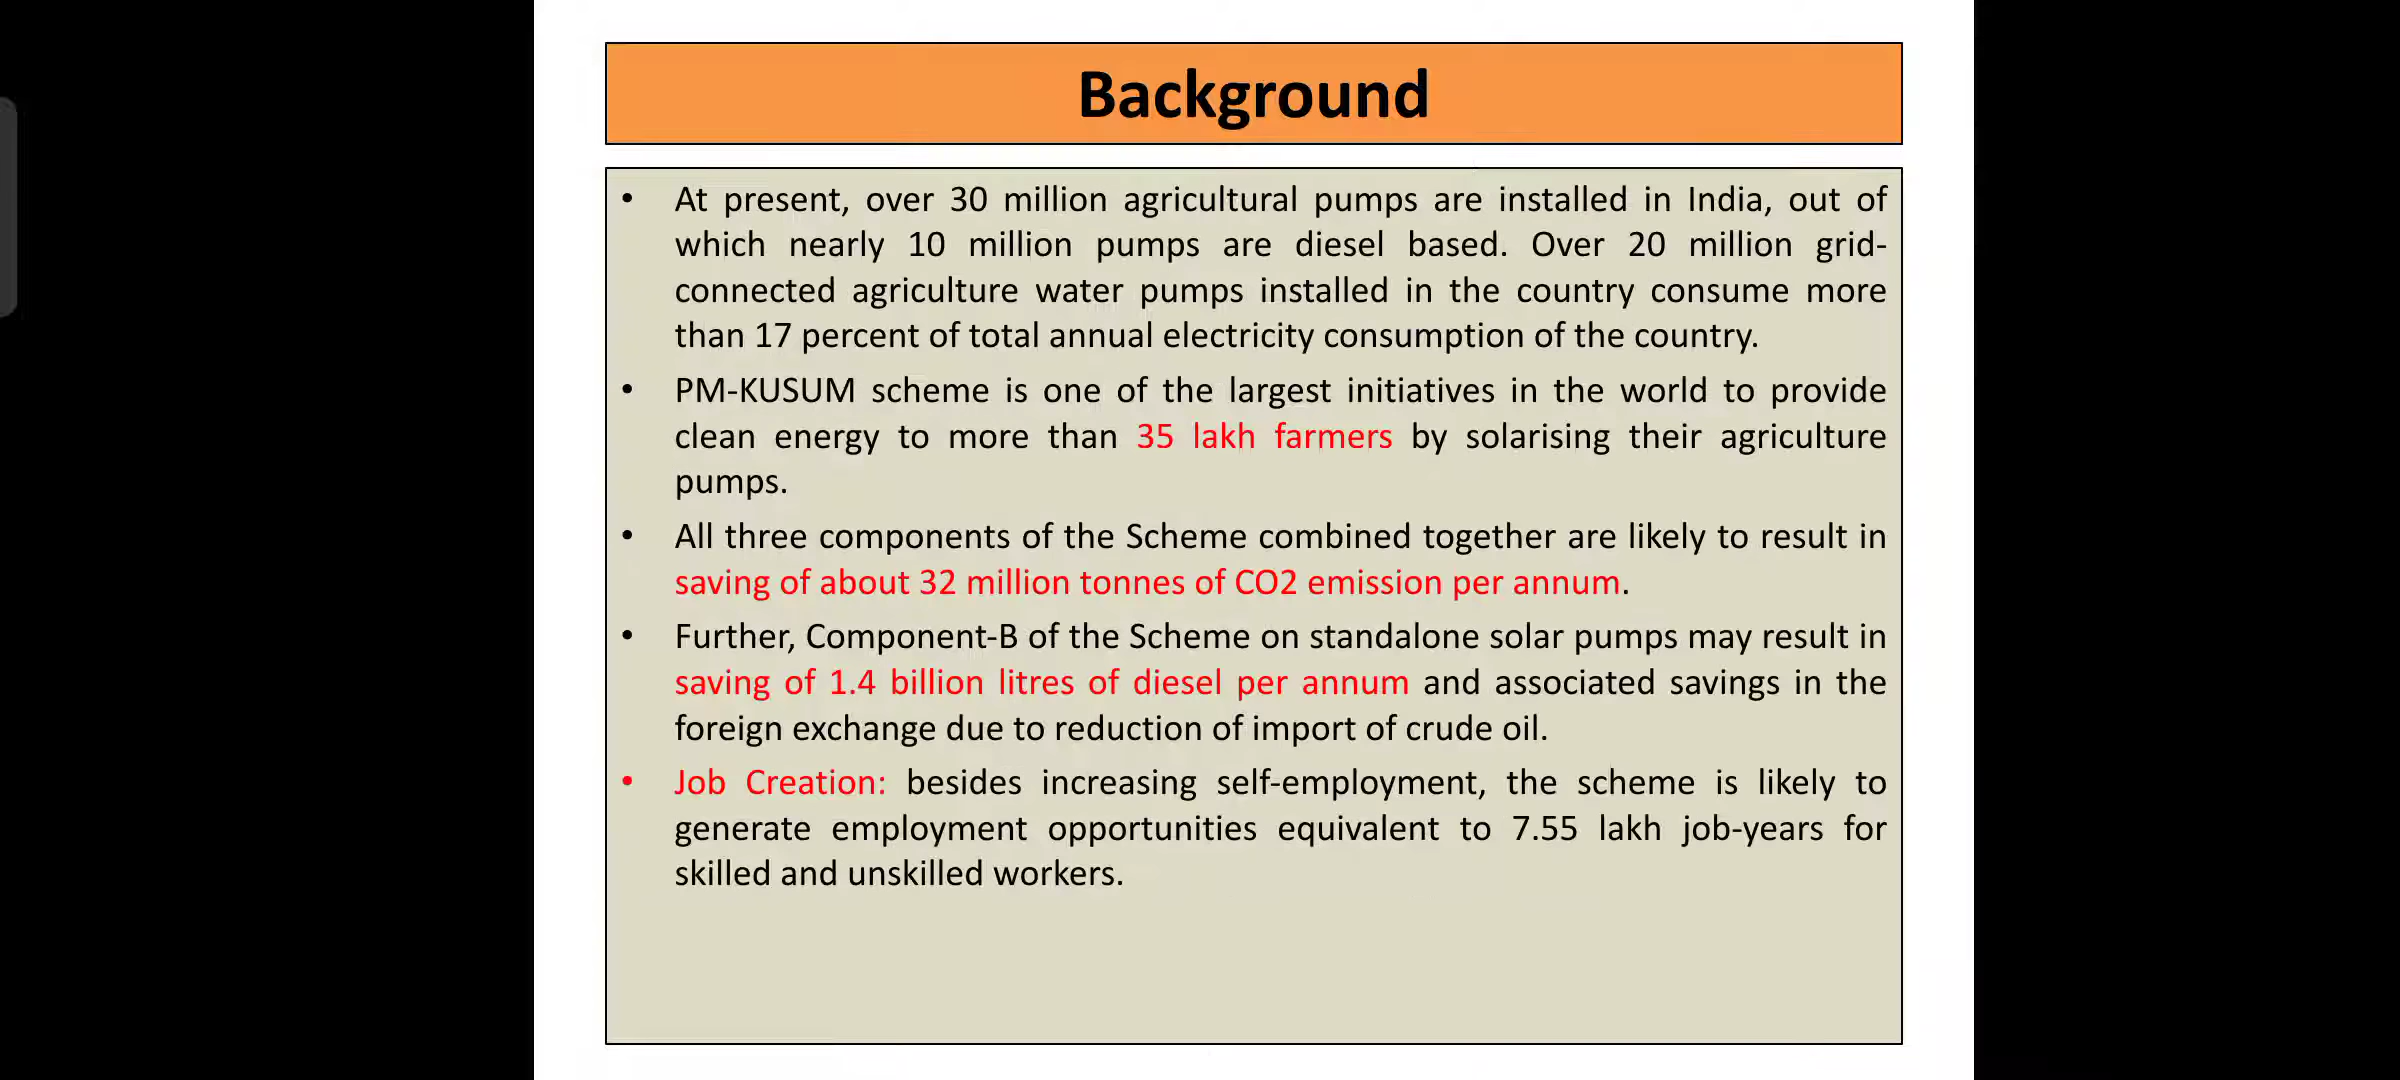 Background
• At present, over 30 million agricultural pumps are installed in India, out of
which nearly 10 million pumps are diesel based. Over 20 million grid-
connected agriculture water pumps installed in the country consume more
than 17 percent of total annual electricity consumption of the country.
• PM-KUSUM scheme is one of the largest initiatives in the world to provide
clean energy to more than 35 lakh farmers by solarising their agriculture
pumps.
• All three components of the Scheme combined together are likely to result in
saving of about 32 million tonnes of CO2 emission per annum.
• Further, Component-B of the Scheme on standalone solar pumps may result in
saving of 1.4 billion litres of diesel per annum and associated savings in the
foreign exchange due to reduction of import of crude oil.
• Job Creation: besides increasing self-employment, the scheme is likely to
generate employment opportunities equivalent to 7.55 lakh job-years for
skilled and unskilled workers.